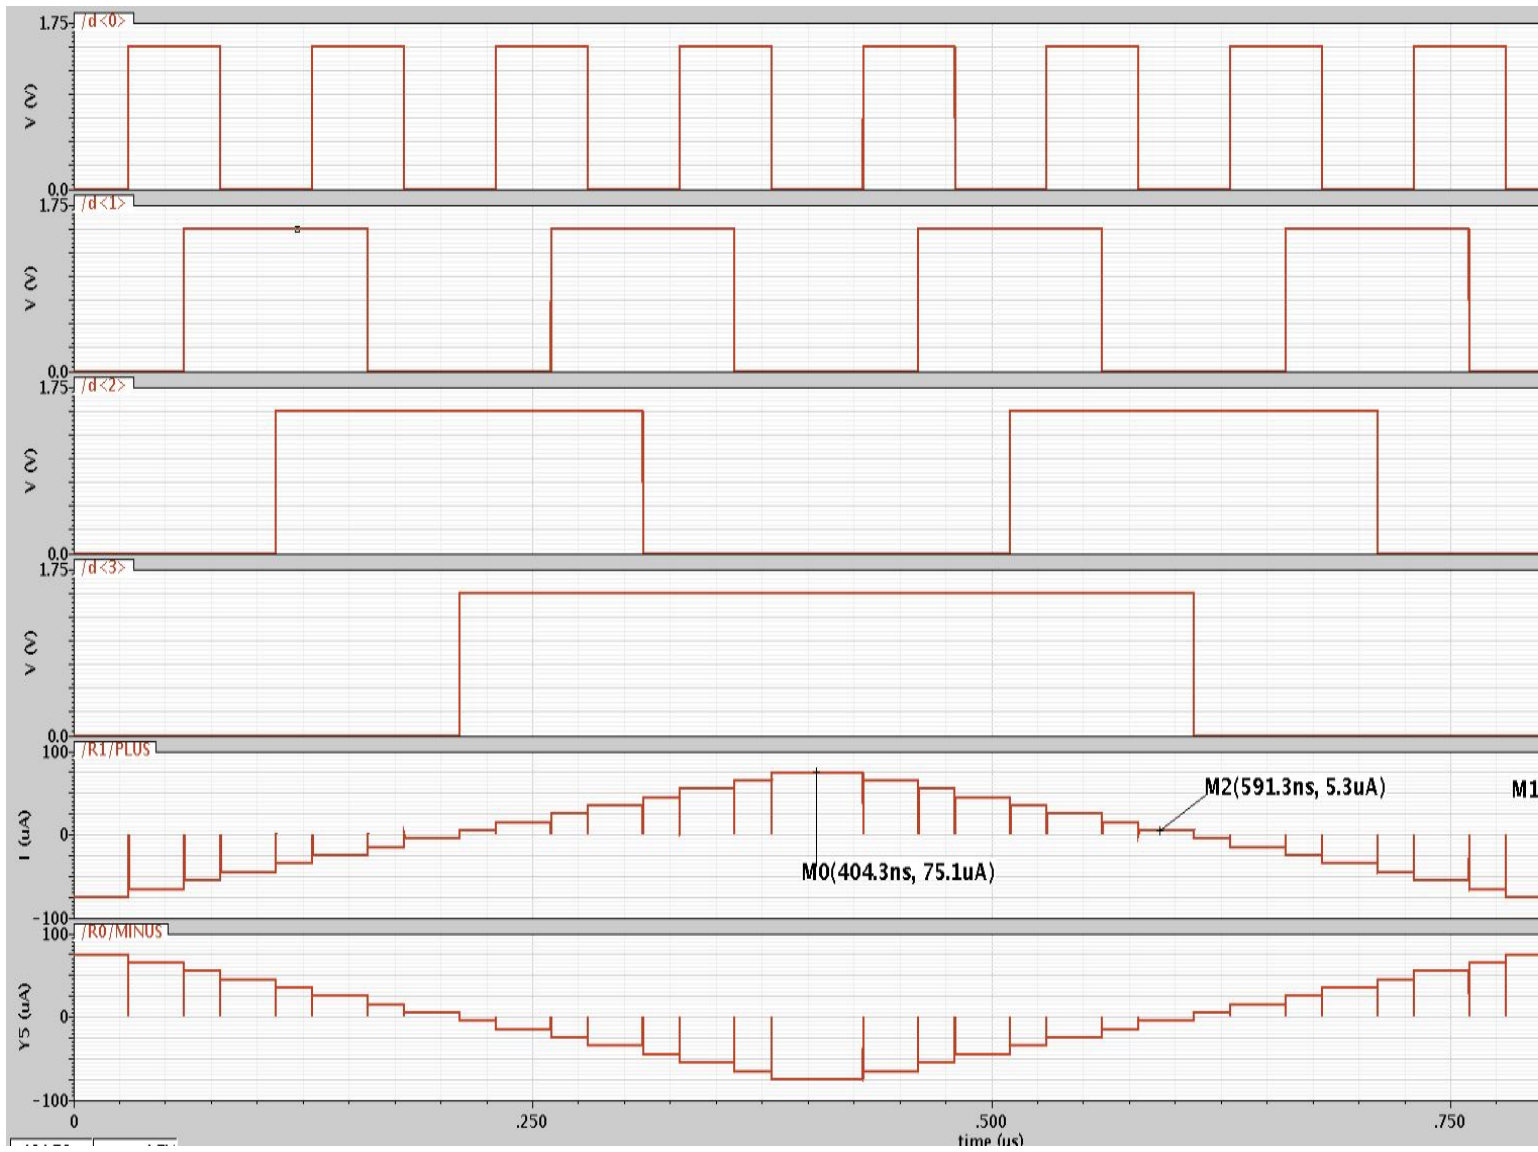 1.75 /d<0>
V (V)
0.0
1.75 /d<1>
V (V)
0.0
1.75 /d<2>
V (V)
0.0
1.75 /d<3>
V (V)
0.0
100 /R1/PLUS
I (uA)
0
M2(591.3ns, 5.3uA)
M1
M0(404.3ns, 75.1uA)
-100
100 /R0/MINUS
Y5 (uA)
0
-100
0 .250 .500 .750
time (us)